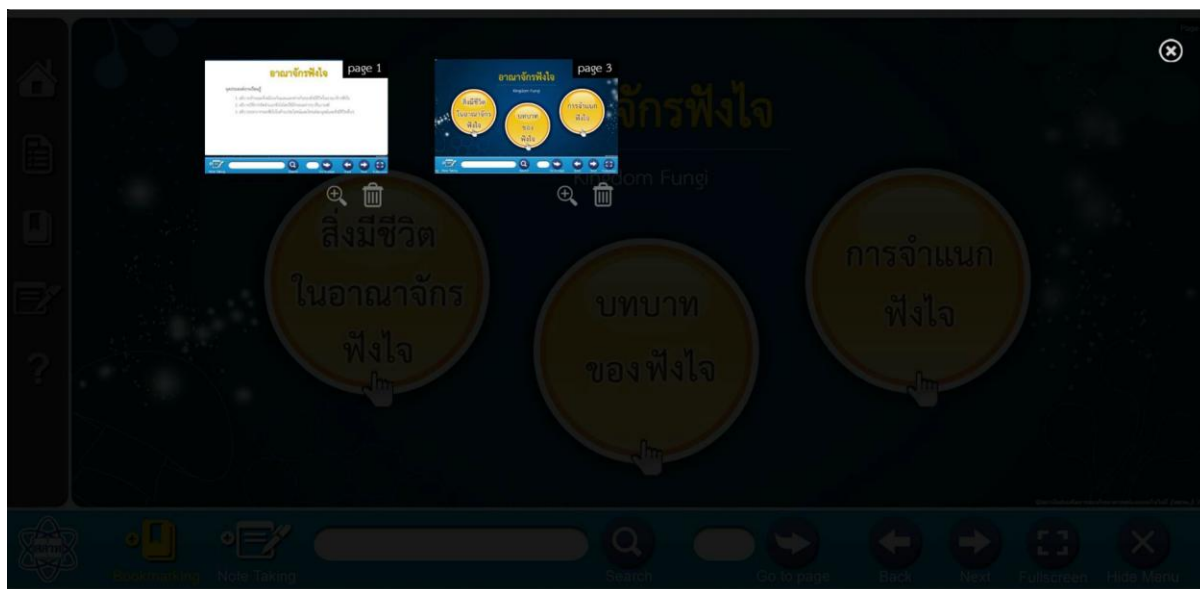 อาณาจักรฟังไจ
page 1
อาณาจักรฟังไจ
page 3
Kingdom Fungi
สิ่งมีชีวิต
ในอาณาจักร
ฟังไจ
บทบาท
ของ
ฟังไจ
การจำแนก
ฟังไจ
จักรฟังไจ
Kingdom Fungi
สิ่งมีชีวิต
ในอาณาจักร
ฟังไจ
บทบาท
ของฟังไจ
การจำแนก
ฟังไจ
?
Bookmarking
Note Taking
Search
Go to page
Back
Next
Fullscreen
Hide Menu